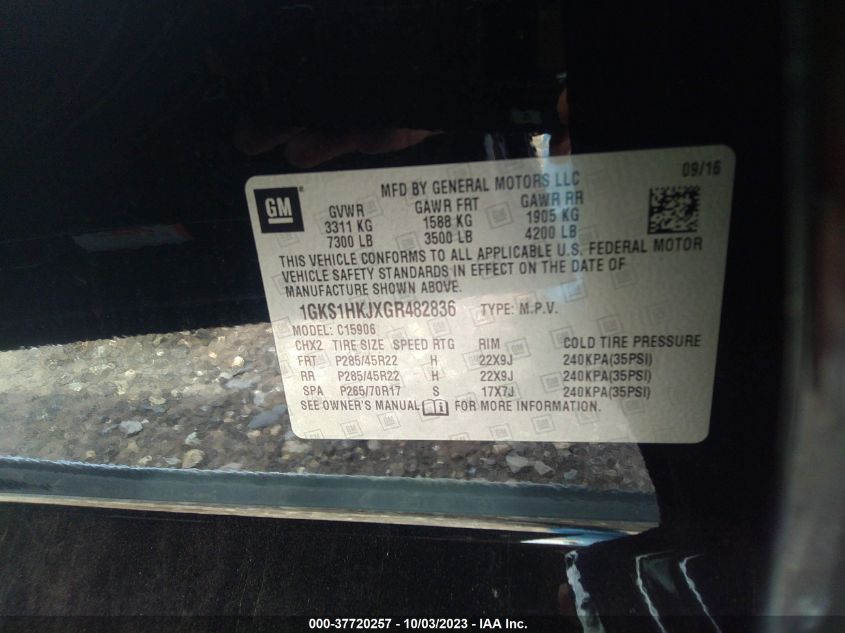 09/16
MFD BY GENERAL MOTORS LLC
GM
GVWR GAWR FRT GAWR RR
3311 KG 1588 KG 1905 KG
7300 LB 3500 LB 4200 LB
THIS VEHICLE CONFORMS TO ALL APPLICABLE U.S. FEDERAL MOTOR
VEHICLE SAFETY STANDARDS IN EFFECT ON THE DATE OF
MANUFACTURE SHOWN ABOVE.
1GKS1HKJXGR482836 TYPE: M.P.V.
MODEL: C15906
CHX2 TIRE SIZE SPEED RTG RIM COLD TIRE PRESSURE
FRT P285/45R22 H 22X9J 240KPA(35PSI)
RR P285/45R22 H 22X9J 240KPA(35PSI)
SPA P265/70R17 S 17X7J 240KPA(35PSI)
SEE OWNER'S MANUAL FOR MORE INFORMATION.
000-37720257 - 10/03/2023 - IAA Inc.